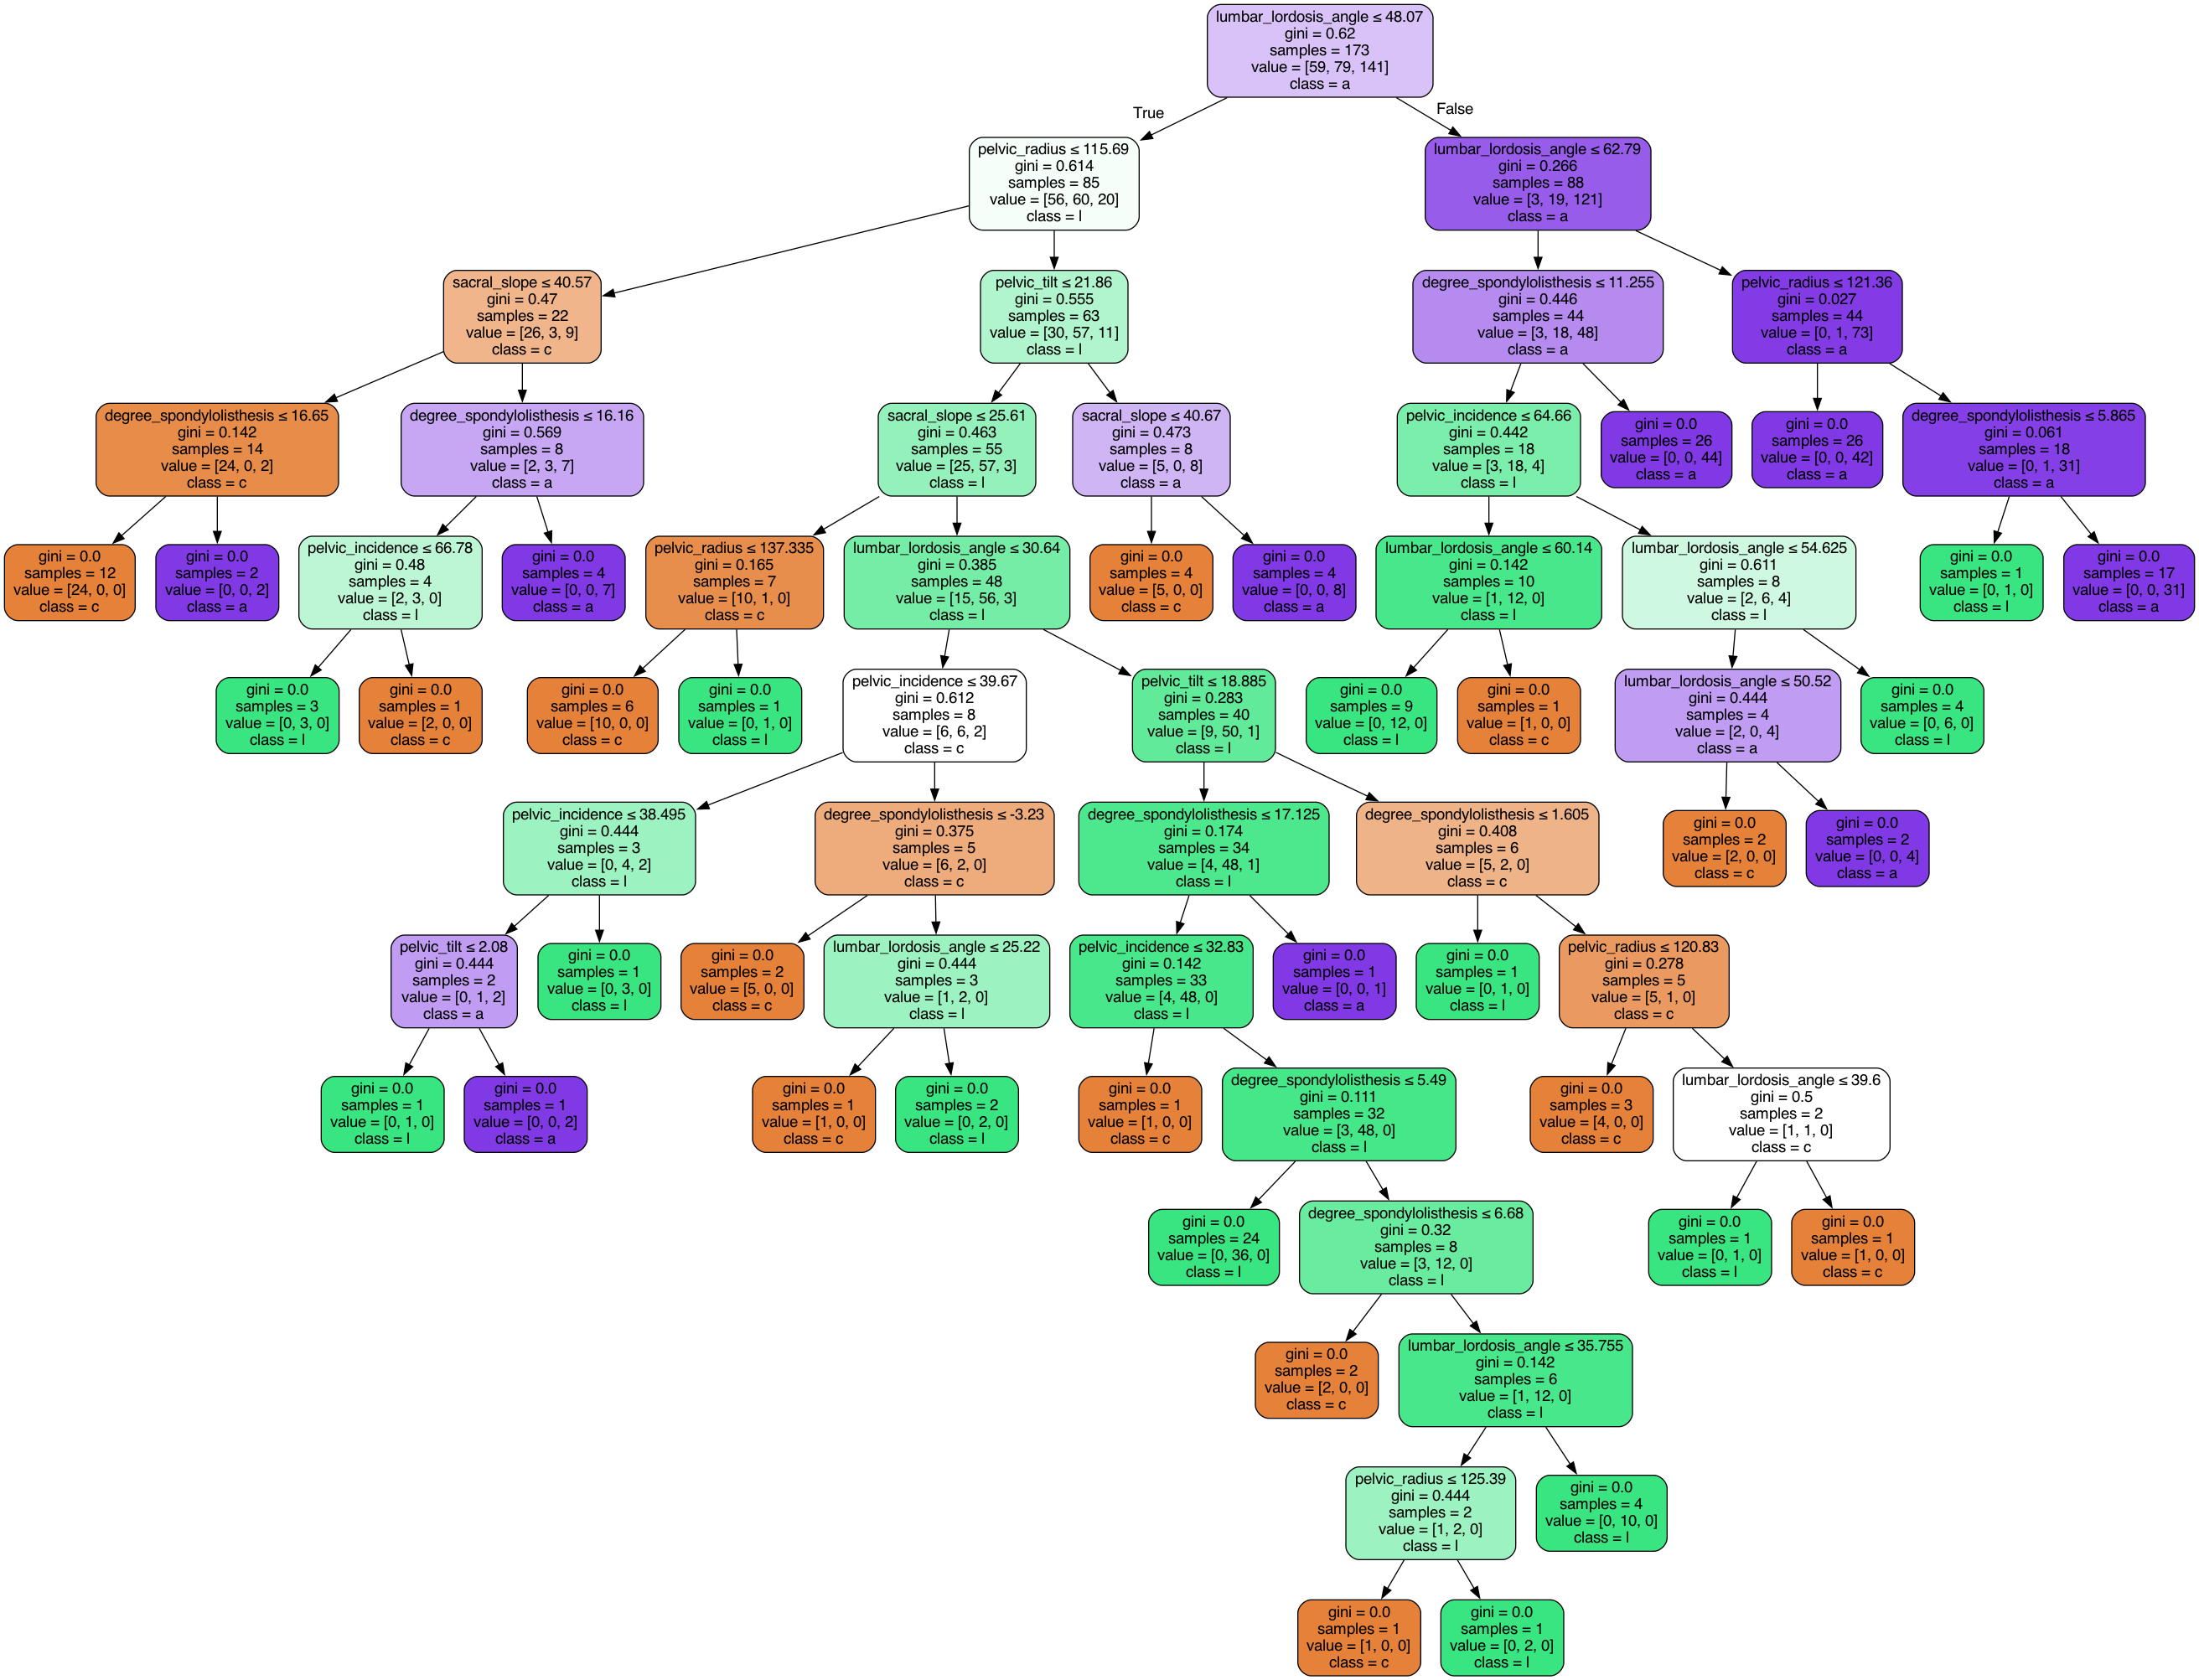 lumbar_lordosis_angle ≤ 48.07
gini = 0.62
samples = 173
value = [59, 79, 141]
class = a
True
False
pelvic_radius ≤ 115.69
gini = 0.614
samples = 85
value = [56, 60, 20]
class = l
lumbar_lordosis_angle ≤ 62.79
gini = 0.266
samples = 88
value = [3, 19, 121]
class = a
sacral_slope ≤ 40.57
gini = 0.47
samples = 22
value = [26, 3, 9]
class = c
pelvic_tilt ≤ 21.86
gini = 0.555
samples = 63
value = [30, 57, 11]
class = l
degree_spondylolisthesis ≤ 11.255
gini = 0.446
samples = 44
value = [3, 18, 48]
class = a
pelvic_radius ≤ 121.36
gini = 0.027
samples = 44
value = [0, 1, 73]
class = a
degree_spondylolisthesis ≤ 16.65
gini = 0.142
samples = 14
value = [24, 0, 2]
class = c
degree_spondylolisthesis ≤ 16.16
gini = 0.569
samples = 8
value = [2, 3, 7]
class = a
sacral_slope ≤ 25.61
gini = 0.463
samples = 55
value = [25, 57, 3]
class = l
sacral_slope ≤ 40.67
gini = 0.473
samples = 8
value = [5, 0, 8]
class = a
pelvic_incidence ≤ 64.66
gini = 0.442
samples = 18
value = [3, 18, 4]
class = l
gini = 0.0
samples = 26
value = [0, 0, 44]
class = a
gini = 0.0
samples = 26
value = [0, 0, 42]
class = a
degree_spondylolisthesis ≤ 5.865
gini = 0.061
samples = 18
value = [0, 1, 31]
class = a
gini = 0.0
samples = 12
value = [24, 0, 0]
class = c
gini = 0.0
samples = 2
value = [0, 0, 2]
class = a
pelvic_incidence ≤ 66.78
gini = 0.48
samples = 4
value = [2, 3, 0]
class = l
gini = 0.0
samples = 4
value = [0, 0, 7]
class = a
pelvic_radius ≤ 137.335
gini = 0.165
samples = 7
value = [10, 1, 0]
class = c
lumbar_lordosis_angle ≤ 30.64
gini = 0.385
samples = 48
value = [15, 56, 3]
class = l
gini = 0.0
samples = 4
value = [5, 0, 0]
class = c
gini = 0.0
samples = 4
value = [0, 0, 8]
class = a
lumbar_lordosis_angle ≤ 60.14
gini = 0.142
samples = 10
value = [1, 12, 0]
class = l
lumbar_lordosis_angle ≤ 54.625
gini = 0.611
samples = 8
value = [2, 6, 4]
class = l
gini = 0.0
samples = 1
value = [0, 1, 0]
class = l
gini = 0.0
samples = 17
value = [0, 0, 31]
class = a
gini = 0.0
samples = 3
value = [0, 3, 0]
class = l
gini = 0.0
samples = 1
value = [2, 0, 0]
class = c
gini = 0.0
samples = 6
value = [10, 0, 0]
class = c
gini = 0.0
samples = 1
value = [0, 1, 0]
class = l
pelvic_incidence ≤ 39.67
gini = 0.612
samples = 8
value = [6, 6, 2]
class = c
pelvic_tilt ≤ 18.885
gini = 0.283
samples = 40
value = [9, 50, 1]
class = l
gini = 0.0
samples = 9
value = [0, 12, 0]
class = l
gini = 0.0
samples = 1
value = [1, 0, 0]
class = c
lumbar_lordosis_angle ≤ 50.52
gini = 0.444
samples = 4
value = [2, 0, 4]
class = a
gini = 0.0
samples = 4
value = [0, 6, 0]
class = l
pelvic_incidence ≤ 38.495
gini = 0.444
samples = 3
value = [0, 4, 2]
class = l
degree_spondylolisthesis ≤ -3.23
gini = 0.375
samples = 5
value = [6, 2, 0]
class = c
degree_spondylolisthesis ≤ 17.125
gini = 0.174
samples = 34
value = [4, 48, 1]
class = l
degree_spondylolisthesis ≤ 1.605
gini = 0.408
samples = 6
value = [5, 2, 0]
class = c
gini = 0.0
samples = 2
value = [2, 0, 0]
class = c
gini = 0.0
samples = 2
value = [0, 0, 4]
class = a
pelvic_tilt ≤ 2.08
gini = 0.444
samples = 2
value = [0, 1, 2]
class = a
gini = 0.0
samples = 1
value = [0, 3, 0]
class = l
gini = 0.0
samples = 2
value = [5, 0, 0]
class = c
lumbar_lordosis_angle ≤ 25.22
gini = 0.444
samples = 3
value = [1, 2, 0]
class = l
pelvic_incidence ≤ 32.83
gini = 0.142
samples = 33
value = [4, 48, 0]
class = l
gini = 0.0
samples = 1
value = [0, 0, 1]
class = a
gini = 0.0
samples = 1
value = [0, 1, 0]
class = l
pelvic_radius ≤ 120.83
gini = 0.278
samples = 5
value = [5, 1, 0]
class = c
gini = 0.0
samples = 1
value = [0, 1, 0]
class = l
gini = 0.0
samples = 1
value = [0, 0, 2]
class = a
gini = 0.0
samples = 1
value = [1, 0, 0]
class = c
gini = 0.0
samples = 2
value = [0, 2, 0]
class = l
gini = 0.0
samples = 1
value = [1, 0, 0]
class = c
degree_spondylolisthesis ≤ 5.49
gini = 0.111
samples = 32
value = [3, 48, 0]
class = l
gini = 0.0
samples = 3
value = [4, 0, 0]
class = c
lumbar_lordosis_angle ≤ 39.6
gini = 0.5
samples = 2
value = [1, 1, 0]
class = c
gini = 0.0
samples = 24
value = [0, 36, 0]
class = l
degree_spondylolisthesis ≤ 6.68
gini = 0.32
samples = 8
value = [3, 12, 0]
class = l
gini = 0.0
samples = 1
value = [0, 1, 0]
class = l
gini = 0.0
samples = 1
value = [1, 0, 0]
class = c
gini = 0.0
samples = 2
value = [2, 0, 0]
class = c
lumbar_lordosis_angle ≤ 35.755
gini = 0.142
samples = 6
value = [1, 12, 0]
class = l
pelvic_radius ≤ 125.39
gini = 0.444
samples = 2
value = [1, 2, 0]
class = l
gini = 0.0
samples = 4
value = [0, 10, 0]
class = l
gini = 0.0
samples = 1
value = [1, 0, 0]
class = c
gini = 0.0
samples = 1
value = [0, 2, 0]
class = l